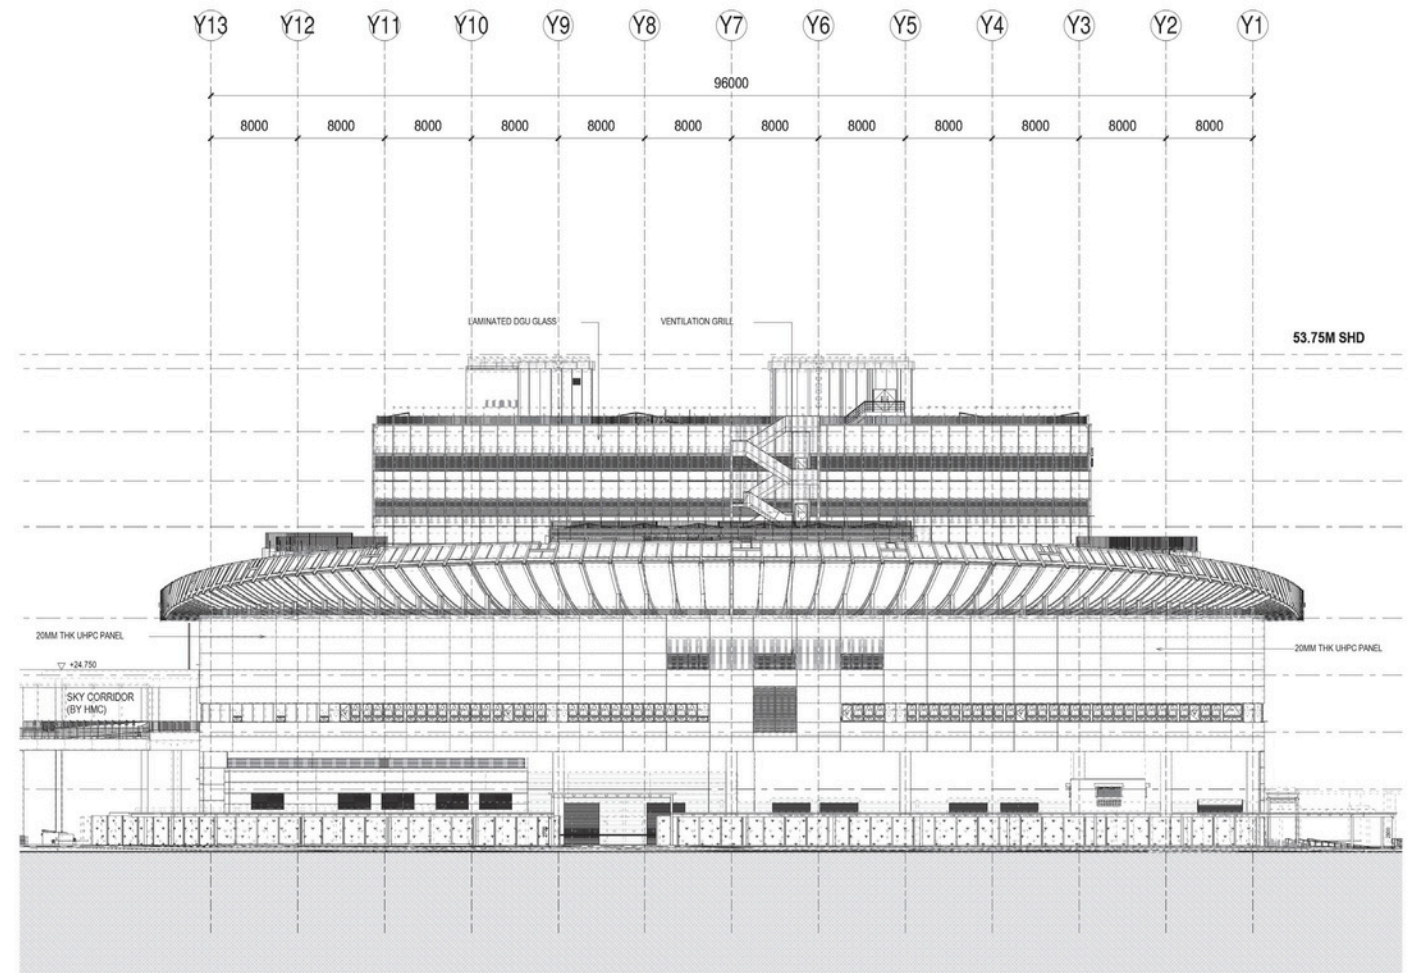 Y13 Y12 Y11 Y10 Y9 Y8 Y7 Y6 Y5 Y4 Y3 Y2 Y1
96000
8000 8000 8000 8000 8000 8000 8000 8000 8000 8000 8000 8000
LAMINATED DGU GLASS
VENTILATION GRILL
53.75M SHD
20MM THK UHPC PANEL
20MM THK UHPC PANEL
+24.750
SKY CORRIDOR
(BY HMC)